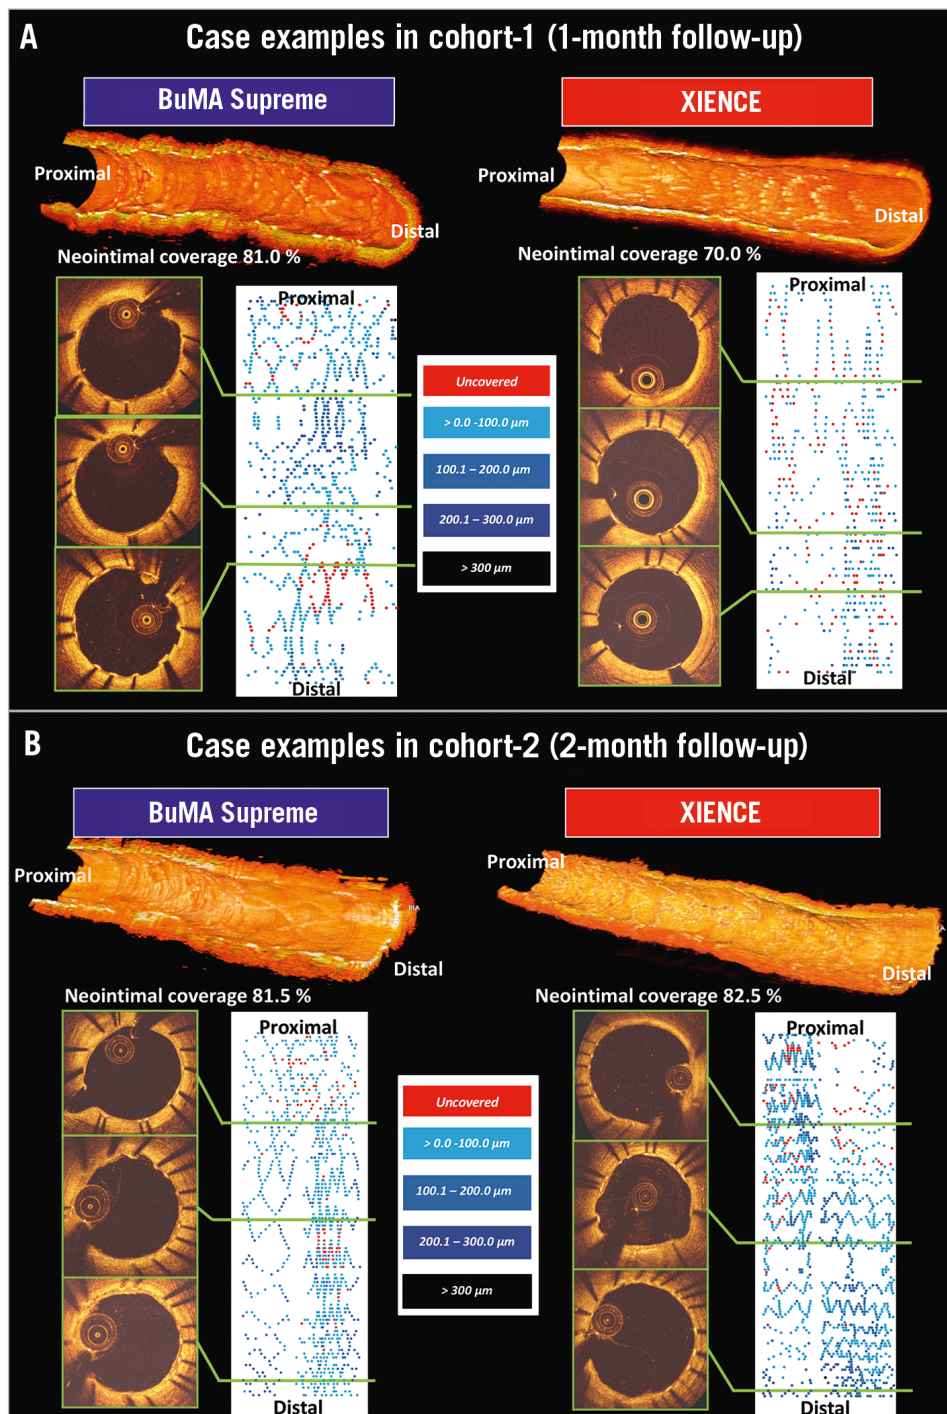 A
Case examples in cohort-1 (1-month follow-up)
BuMA Supreme
XIENCE
Proximal
Distal
Proximal
Distal
Neointimal coverage 81.0 %
Neointimal coverage 70.0 %
Proximal
Distal
Uncovered
> 0.0 -100.0 μm
100.1 – 200.0 μm
200.1 – 300.0 μm
> 300 μm
Proximal
Distal
B
Case examples in cohort-2 (2-month follow-up)
BuMA Supreme
XIENCE
Proximal
Distal
Proximal
Distal
Neointimal coverage 81.5 %
Neointimal coverage 82.5 %
Proximal
Distal
Uncovered
> 0.0 -100.0 μm
100.1 – 200.0 μm
200.1 – 300.0 μm
> 300 μm
Proximal
Distal